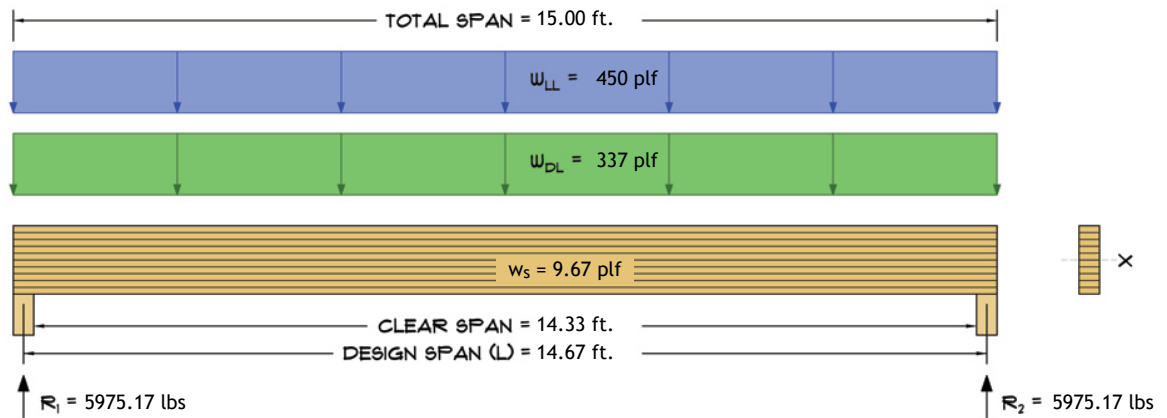 TOTAL SPAN = 15.00 ft.
WLL = 450 plf
WDL = 337 plf
ws = 9.67 plf
X
CLEAR SPAN = 14.33 ft.
DESIGN SPAN (L) = 14.67 ft.
R1 = 5975.17 lbs
R2 = 5975.17 lbs